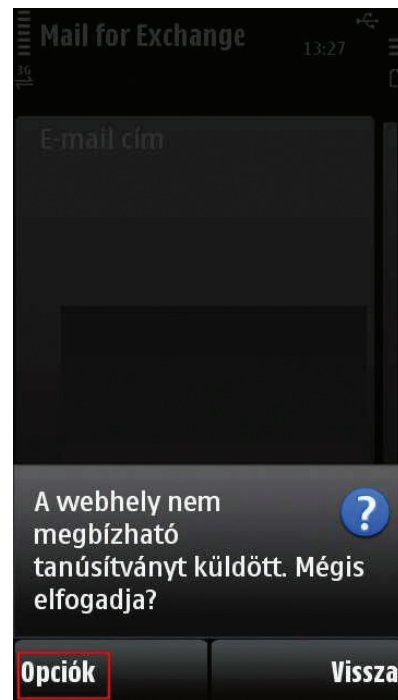 Mail for Exchange
13:27
3G
E-mail cím
A webhely nem
megbízható
tanúsítványt küldött. Mégis
elfogadja?
?
Opciók
Vissza